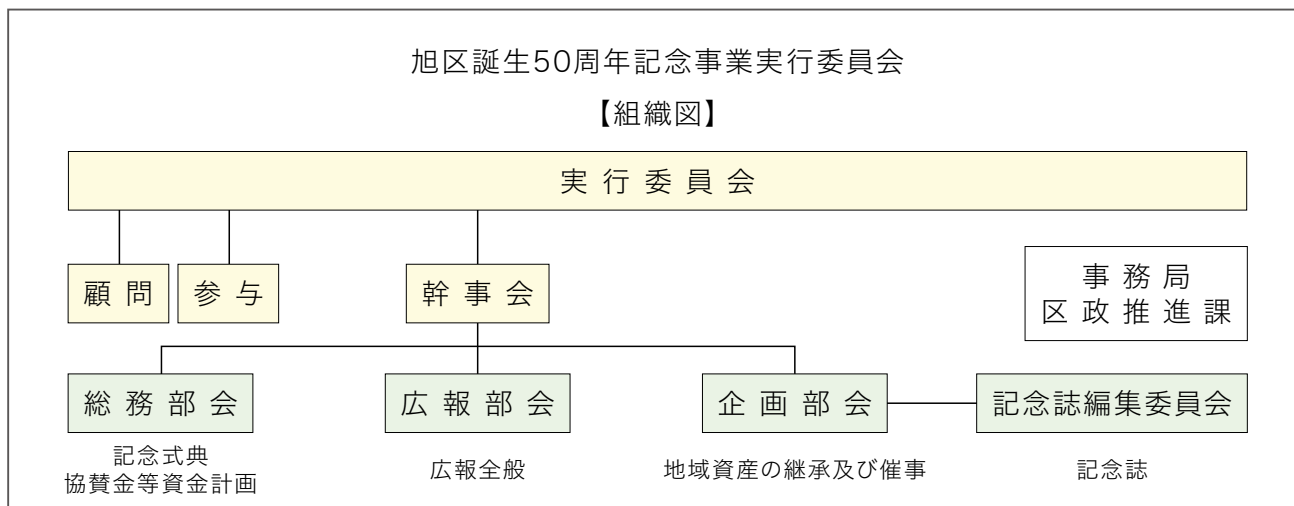 旭区誕生50周年記念事業実行委員会
【組織図】
実行委員会
顧問
参与
幹事会
事務局
区政推進課
総務部会
広報部会
企画部会
記念誌編集委員会
記念式典
協賛金等資金計画
広報全般
地域資産の継承及び催事
記念誌